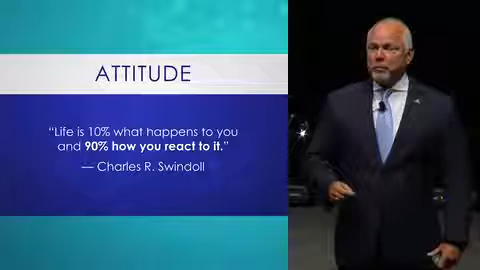 ATTITUDE
“Life is 10% what happens to you
and 90% how you react to it.”
— Charles R. Swindoll